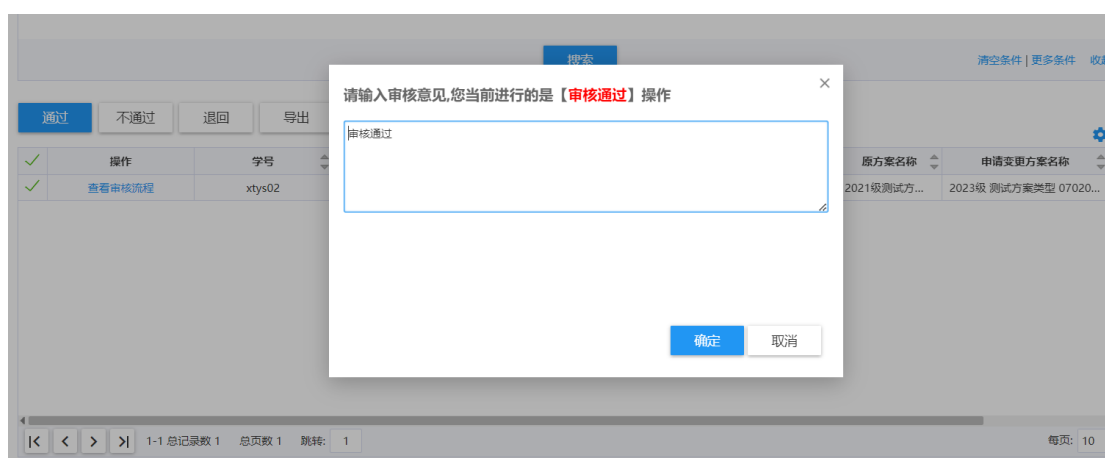 搜索
清空条件 | 更多条件 收起
请输入审核意见,您当前进行的是【审核通过】操作
审核通过
通过 不通过 退回 导出
操作 学号 原方案名称 申请变更方案名称
查看审核流程 xtys02 2021级测试方... 2023级 测试方案类型 07020...
确定 取消
1-1 总记录数 1 总页数 1 跳转: 1 每页: 10